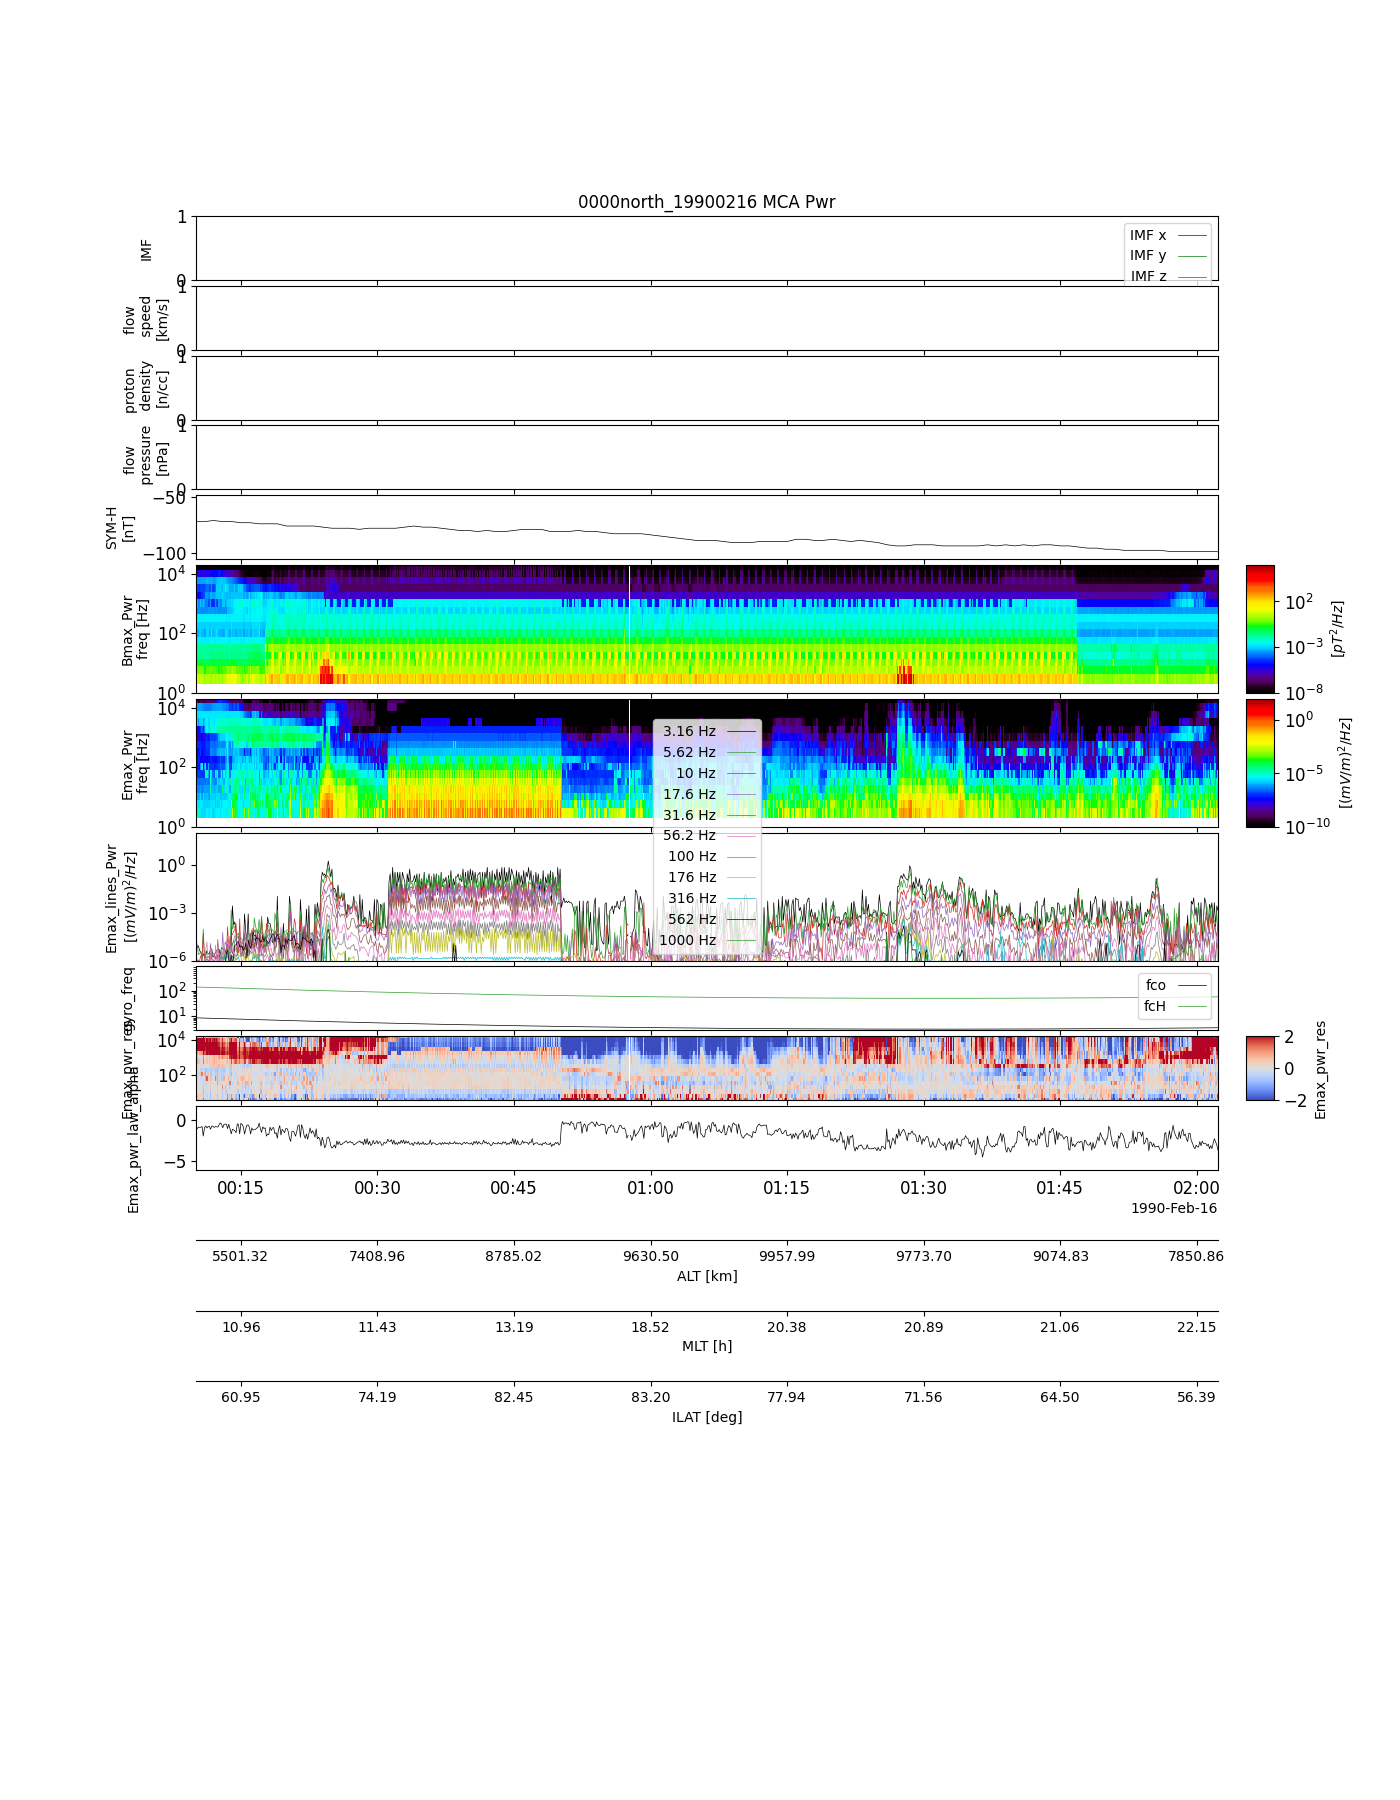 0000north_19900216 MCA Pwr
1
IMF
0
IMF x
IMF y
IMF z
1
flow
speed
[km/s]
0
1
proton
density
[n/cc]
0
1
flow
pressure
[nPa]
0
−50
SYM-H
[nT]
−100
10^4
Bmax_Pwr
freq [Hz]
10^2
10^0
10^2
10^−3
10^−8
[pT^2/Hz]
10^4
Emax_Pwr
freq [Hz]
10^2
10^0
10^0
10^−5
10^−10
[(mV/m)^2/Hz]
3.16 Hz
5.62 Hz
10 Hz
17.6 Hz
31.6 Hz
56.2 Hz
100 Hz
176 Hz
316 Hz
562 Hz
1000 Hz
Emax_lines_Pwr
[(mV/m)^2/Hz]
10^0
10^−3
10^−6
gyro_freq
10^2
10^1
fco
fcH
Emax_pwr_res
10^4
10^2
2
0
−2
Emax_pwr_res
Emax_pwr_law_alpha
0
−5
00:15 00:30 00:45 01:00 01:15 01:30 01:45 02:00
1990-Feb-16
5501.32 7408.96 8785.02 9630.50 9957.99 9773.70 9074.83 7850.86
ALT [km]
10.96 11.43 13.19 18.52 20.38 20.89 21.06 22.15
MLT [h]
60.95 74.19 82.45 83.20 77.94 71.56 64.50 56.39
ILAT [deg]